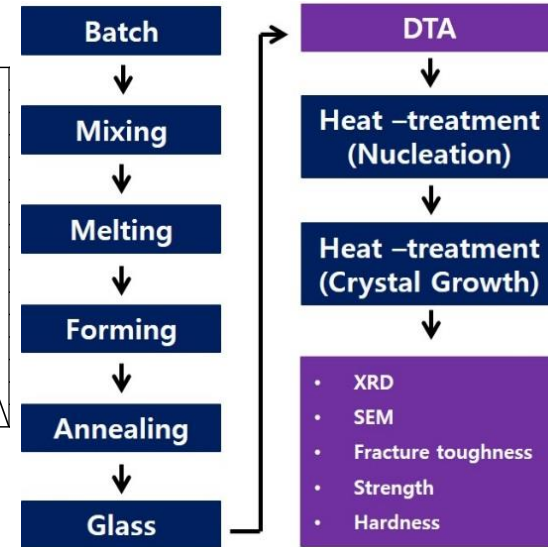 Batch
Mixing
Melting
Forming
Annealing
Glass
DTA
Heat –treatment
(Nucleation)
Heat –treatment
(Crystal Growth)
• XRD
• SEM
• Fracture toughness
• Strength
• Hardness